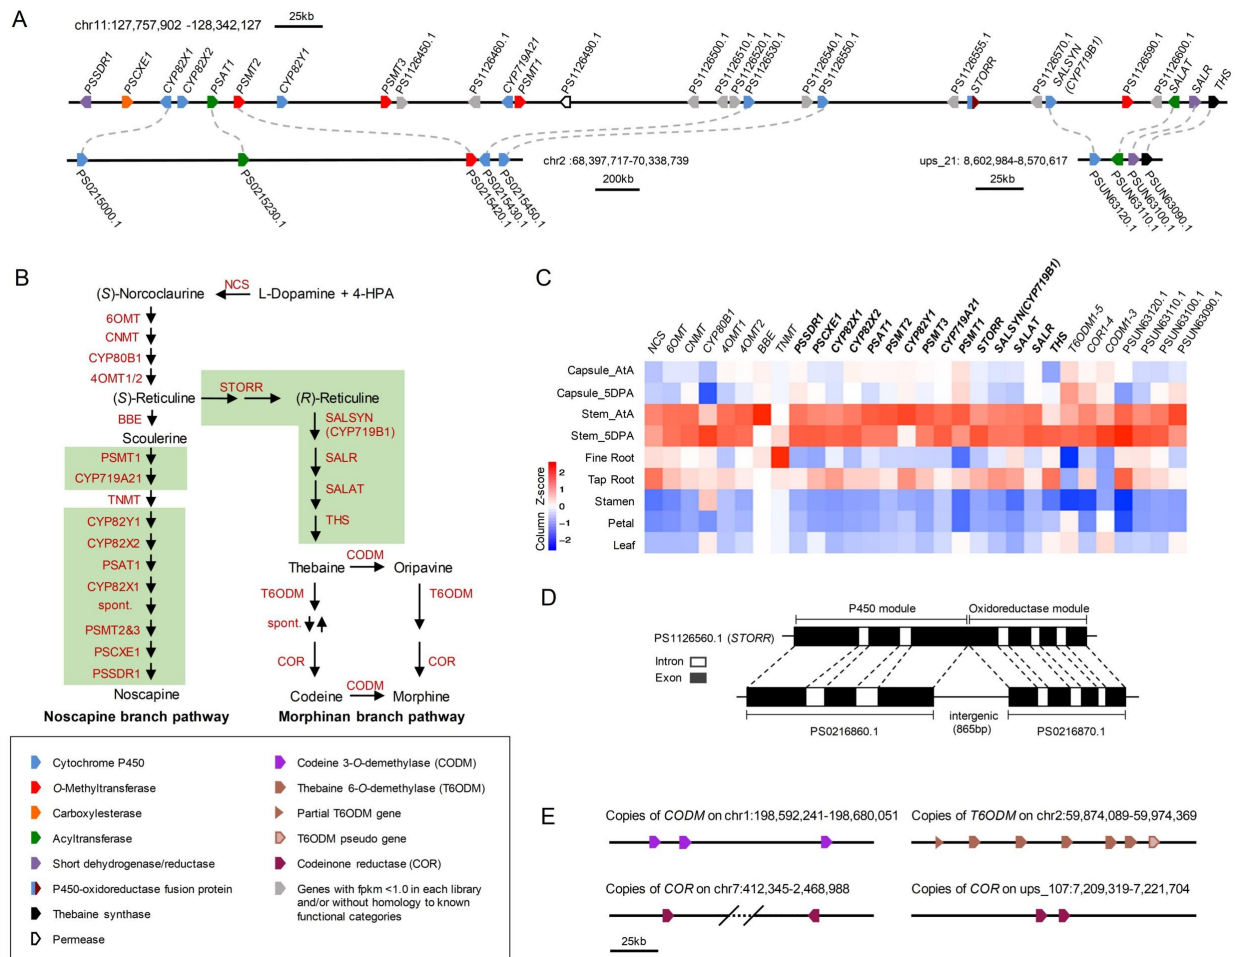 A
chr11:127,757,902 -128,342,127
25kb
PSSDR1
PSCXE1
CYP82X1
CYP82X2
PSAT1
PSMT2
CYP82Y1
PSMT3
PS1126450.1
PS1126460.1
CYP719A21
PSMT1
PS1126490.1
PS1126500.1
PS1126510.1
PS1126520.1
PS1126530.1
PS1126540.1
PS1126550.1
PS1126555.1
STORR
PS1126570.1
SALSYN
(CYP719B1)
PS1126590.1
PS1126600.1
SALAT
SALR
THS
chr2 :68,397,717-70,338,739
200kb
ups_21: 8,602,984-8,570,617
25kb
PS0215000.1
PS0215230.1
PS0215420.1
PS0215430.1
PS0215450.1
PSUN63120.1
PSUN63110.1
PSUN63100.1
PSUN63090.1
B
(S)-Norcoclaurine
NCS
L-Dopamine + 4-HPA
6OMT
CNMT
CYP80B1
4OMT1/2
(S)-Reticuline
STORR
(R)-Reticuline
BBE
SALSYN
(CYP719B1)
Scoulerine
PSMT1
SALR
CYP719A21
SALAT
TNMT
CYP82Y1
THS
CYP82X2
PSAT1
CODM
Thebaine
Oripavine
CYP82X1
T6ODM
T6ODM
spont.
spont.
PSMT2&3
PSCXE1
COR
COR
PSSDR1
CODM
Noscapine
Codeine
Morphine
Noscapine branch pathway
Morphinan branch pathway
Cytochrome P450
O-Methyltransferase
Carboxylesterase
Acyltransferase
Short dehydrogenase/reductase
P450-oxidoreductase fusion protein
Thebaine synthase
Permease
Codeine 3-O-demethylase (CODM)
Thebaine 6-O-demethylase (T6ODM)
Partial T6ODM gene
T6ODM pseudo gene
Codeinone reductase (COR)
Genes with fpkm <1.0 in each library
and/or without homology to known
functional categories
C
NCS
6OMT
CNMT
CYP80B1
4OMT1
4OMT2
BBE
TNMT
PSSDR1
PSCXE1
CYP82X1
CYP82X2
PSAT1
PSMT2
CYP82Y1
PSMT3
CYP719A21
PSMT1
STORR
SALSYN(CYP719B1)
SALAT
SALR
THS
T6ODM1-5
COR1-4
CODM1-3
PSUN63120.1
PSUN63110.1
PSUN63100.1
PSUN63090.1
Capsule_AtA
Capsule_5DPA
Stem_AtA
Stem_5DPA
Fine Root
Tap Root
Stamen
Petal
Leaf
Column Z-score
2
1
0
−1
−2
D
P450 module
Oxidoreductase module
PS1126560.1 (STORR)
Intron
Exon
intergenic
(865bp)
PS0216860.1
PS0216870.1
E
Copies of CODM on chr1:198,592,241-198,680,051
Copies of T6ODM on chr2:59,874,089-59,974,369
Copies of COR on chr7:412,345-2,468,988
Copies of COR on ups_107:7,209,319-7,221,704
25kb